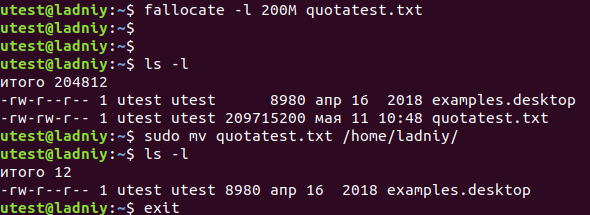 utest@ladniy:~$ fallocate -l 200M quotatest.txt
utest@ladniy:~$
utest@ladniy:~$
utest@ladniy:~$ ls -l
итого 204812
-rw-r--r-- 1 utest utest      8980 апр 16  2018 examples.desktop
-rw-rw-r-- 1 utest utest 209715200 мая 11 10:48 quotatest.txt
utest@ladniy:~$ sudo mv quotatest.txt /home/ladniy/
utest@ladniy:~$ ls -l
итого 12
-rw-r--r-- 1 utest utest 8980 апр 16  2018 examples.desktop
utest@ladniy:~$ exit